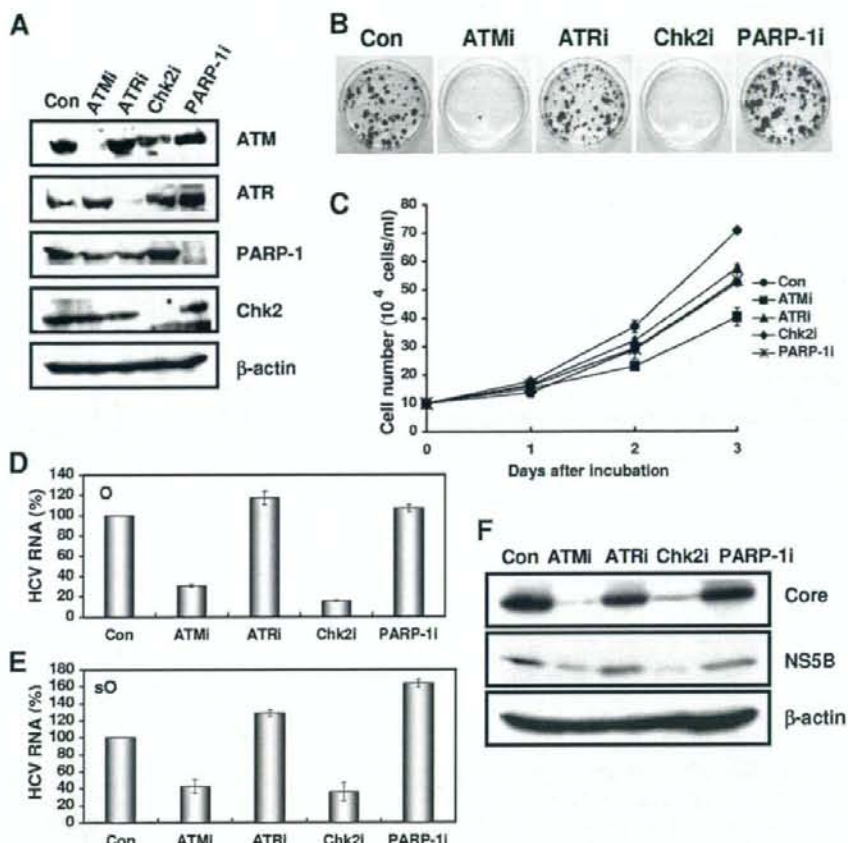 A
Con ATMi ATRi Chk2i PARP-1i
ATM
ATR
PARP-1
Chk2
β-actin
B
Con ATMi ATRi Chk2i PARP-1i
C
Cell number (10⁴ cells/ml)
80
70
60
50
40
30
20
10
0
0 1 2 3
Days after incubation
Con
ATMi
ATRi
Chk2i
PARP-1i
D
O
HCV RNA (%)
140
120
100
80
60
40
20
0
Con ATMi ATRi Chk2i PARP-1i
E
sO
HCV RNA (%)
180
160
140
120
100
80
60
40
20
0
Con ATMi ATRi Chk2i PARP-1i
F
Con ATMi ATRi Chk2i PARP-1i
Core
NS5B
β-actin